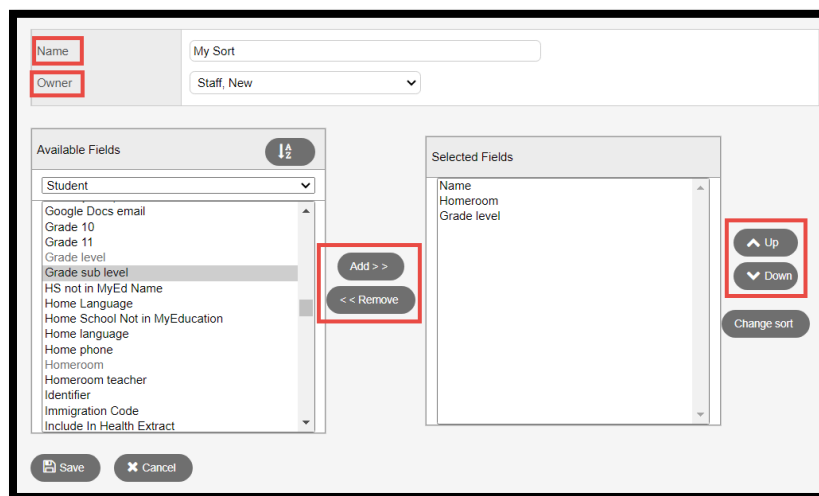 Name
My Sort
Owner
Staff, New
Available Fields
A
Z
Student
Google Docs email
Grade 10
Grade 11
Grade level
Grade sub level
HS not in MyEd Name
Home Language
Home School Not in MyEducation
Home language
Home phone
Homeroom
Homeroom teacher
Identifier
Immigration Code
Include In Health Extract
Add > >
< < Remove
Selected Fields
Name
Homeroom
Grade level
Up
Down
Change sort
Save
Cancel